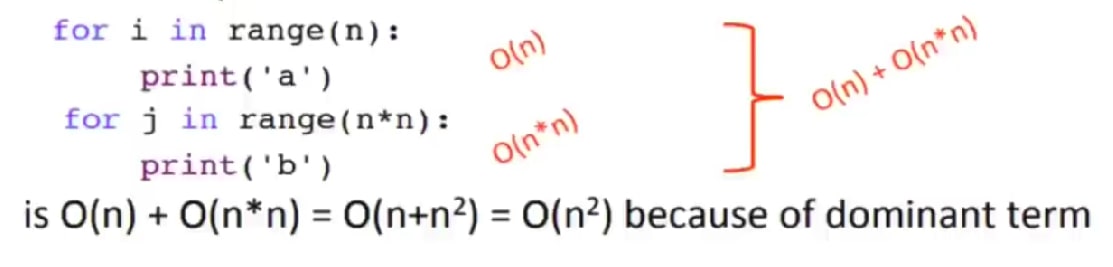 for i in range(n):
print('a')
O(n)
for j in range(n*n):
print('b')
O(n*n)
O(n) + O(n*n)
is O(n) + O(n*n) = O(n+n²) = O(n²) because of dominant term